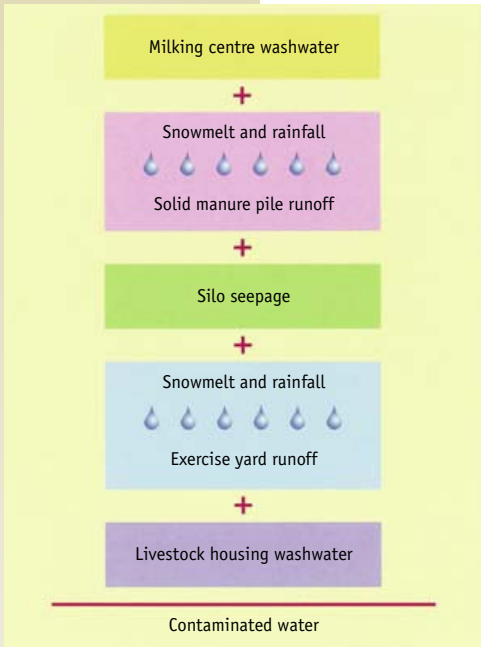 Milking centre washwater
+
Snowmelt and rainfall
Solid manure pile runoff
+
Silo seepage
+
Snowmelt and rainfall
Exercise yard runoff
+
Livestock housing washwater
Contaminated water